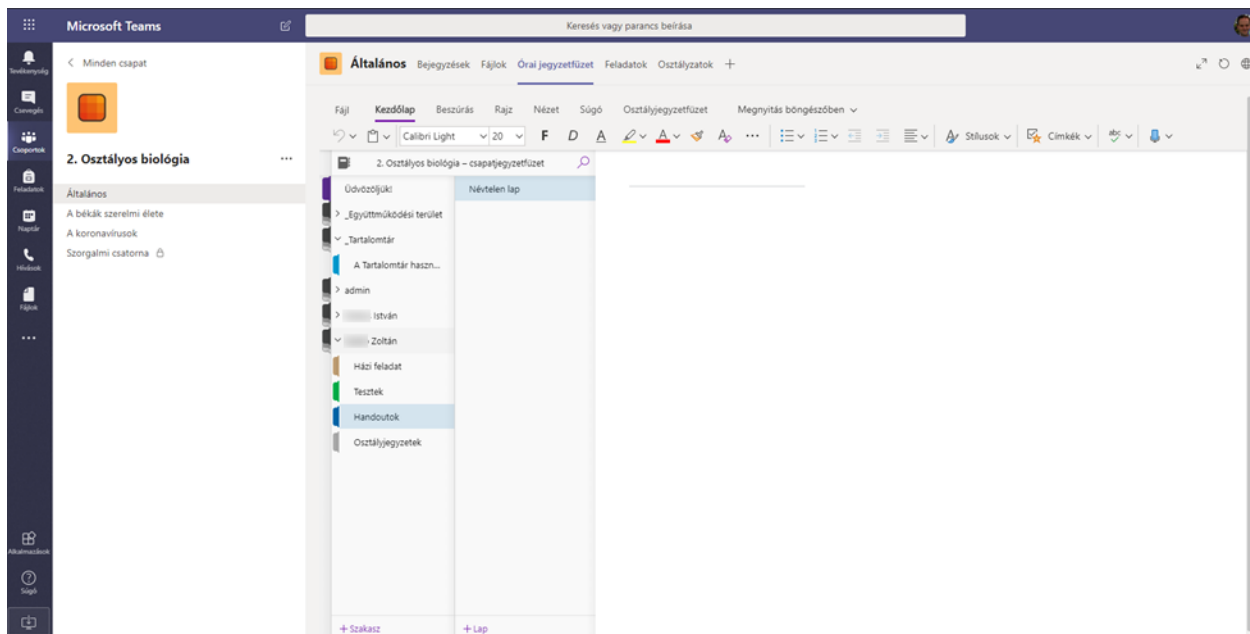 Microsoft Teams
Keresés vagy parancs beírása
Tevékenység
Csevegés
Csoportok
Feladatok
Naptár
Hívások
Fájlok
Alkalmazások
Súgó
< Minden csapat
2. Osztályos biológia ...
Általános
A békák szerelmi élete
A koronavírusok
Szorgalmi csatorna
Általános Bejegyzések Fájlok Órai jegyzetfüzet Feladatok Osztályzatok +
Fájl Kezdőlap Beszúrás Rajz Nézet Súgó Osztályjegyzetfüzet Megnyitás böngészőben
Calibri Light 20 F D A A A ... Stílusok Címkék abc
2. Osztályos biológia – csapatjegyzetfüzet
Üdvözöljük!
_Együttműködési terület
_Tartalomtár
A Tartalomtár haszn...
admin
István
Zoltán
Házi feladat
Tesztek
Handoutok
Osztályjegyzetek
+ Szakasz
Névtelen lap
+ Lap